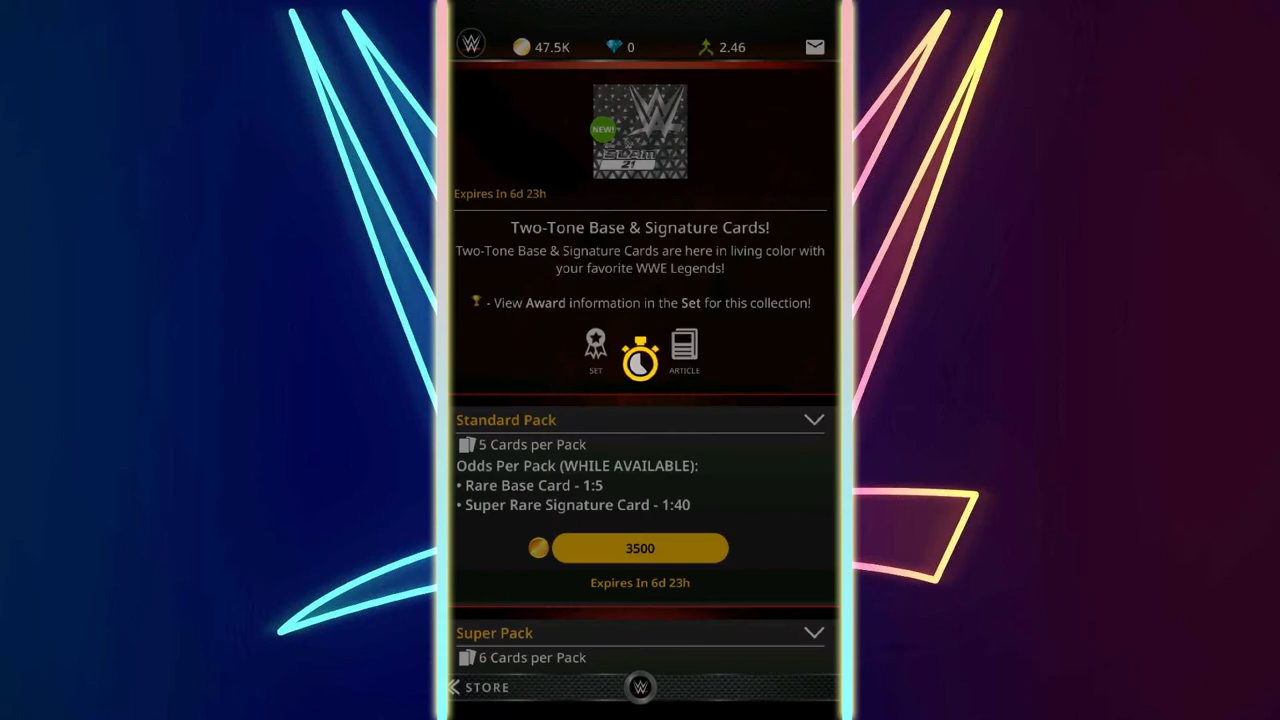 47.5K 0 2.46
NEW!
SLAM
21
Expires In 6d 23h
Two-Tone Base & Signature Cards!
Two-Tone Base & Signature Cards are here in living color with
your favorite WWE Legends!
- View Award information in the Set for this collection!
SET ARTICLE
Standard Pack
5 Cards per Pack
Odds Per Pack (WHILE AVAILABLE):
• Rare Base Card - 1:5
• Super Rare Signature Card - 1:40
3500
Expires In 6d 23h
Super Pack
6 Cards per Pack
STORE